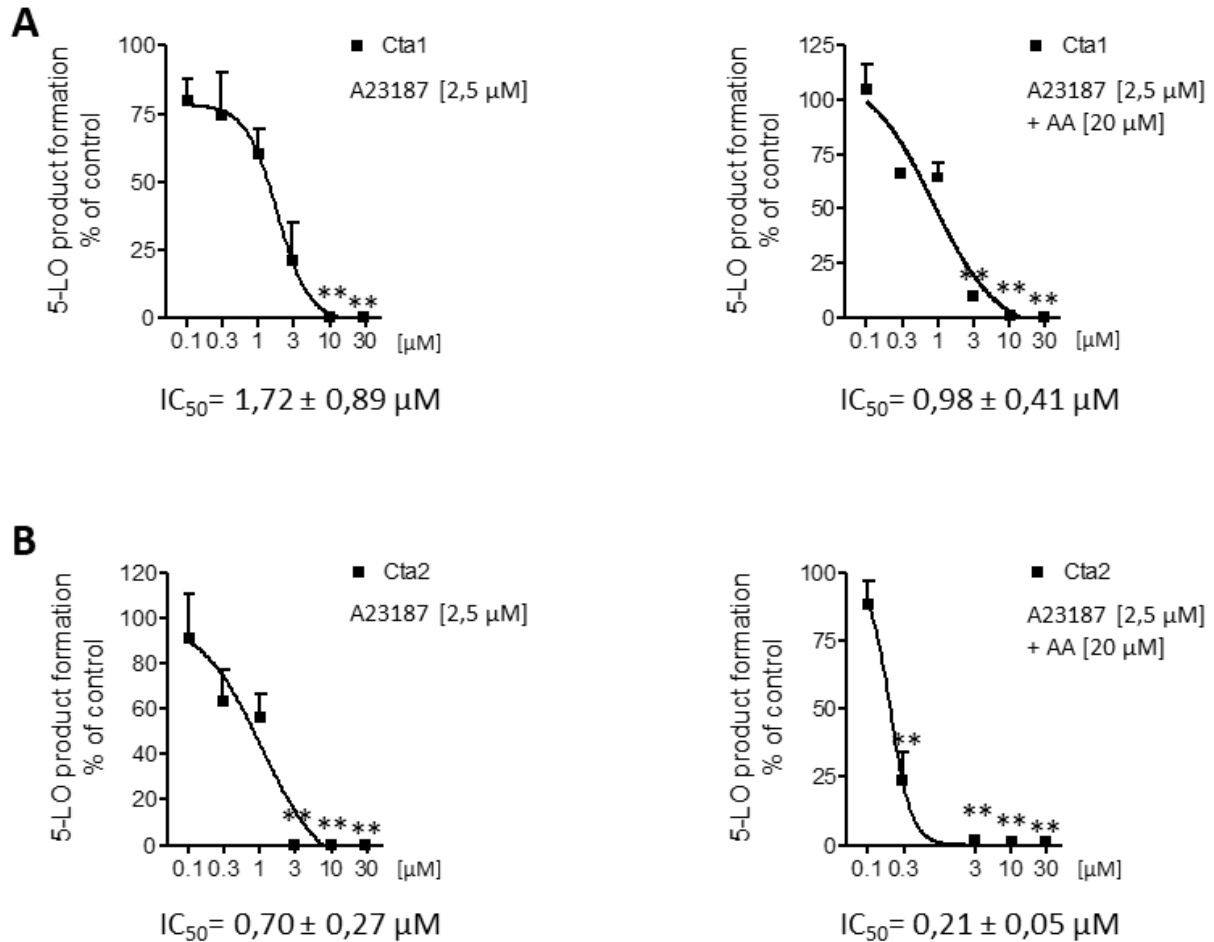 A
5-LO product formation
% of control
100
75
50
25
0
0.1 0.3 1 3 10 30 [µM]
■ Cta1
A23187 [2,5 µM]
** **
IC50= 1,72 ± 0,89 µM
5-LO product formation
% of control
125
100
75
50
25
0
0.1 0.3 1 3 10 30 [µM]
■ Cta1
A23187 [2,5 µM]
+ AA [20 µM]
** ** **
IC50= 0,98 ± 0,41 µM
B
5-LO product formation
% of control
120
100
80
60
40
20
0
0.1 0.3 1 3 10 30 [µM]
■ Cta2
A23187 [2,5 µM]
** ** **
IC50= 0,70 ± 0,27 µM
5-LO product formation
% of control
100
75
50
25
0
0.1 0.3 3 10 30 [µM]
■ Cta2
A23187 [2,5 µM]
+ AA [20 µM]
** ** ** **
IC50= 0,21 ± 0,05 µM